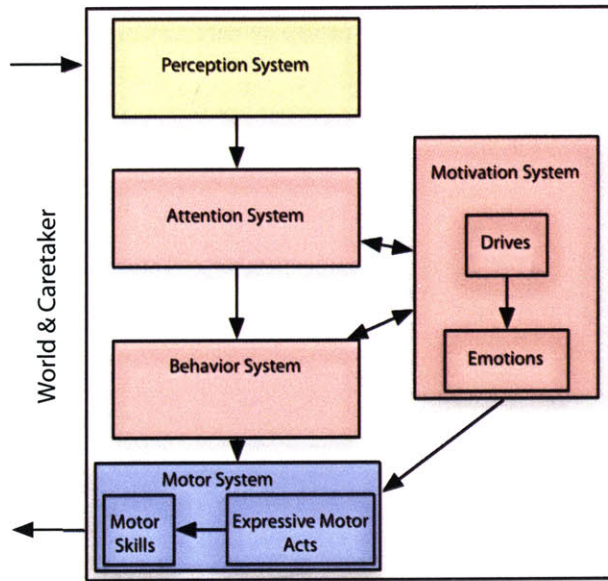 Perception System
Attention System
Motivation System
Drives
Emotions
Behavior System
World & Caretaker
Motor System
Motor
Skills
Expressive Motor
Acts